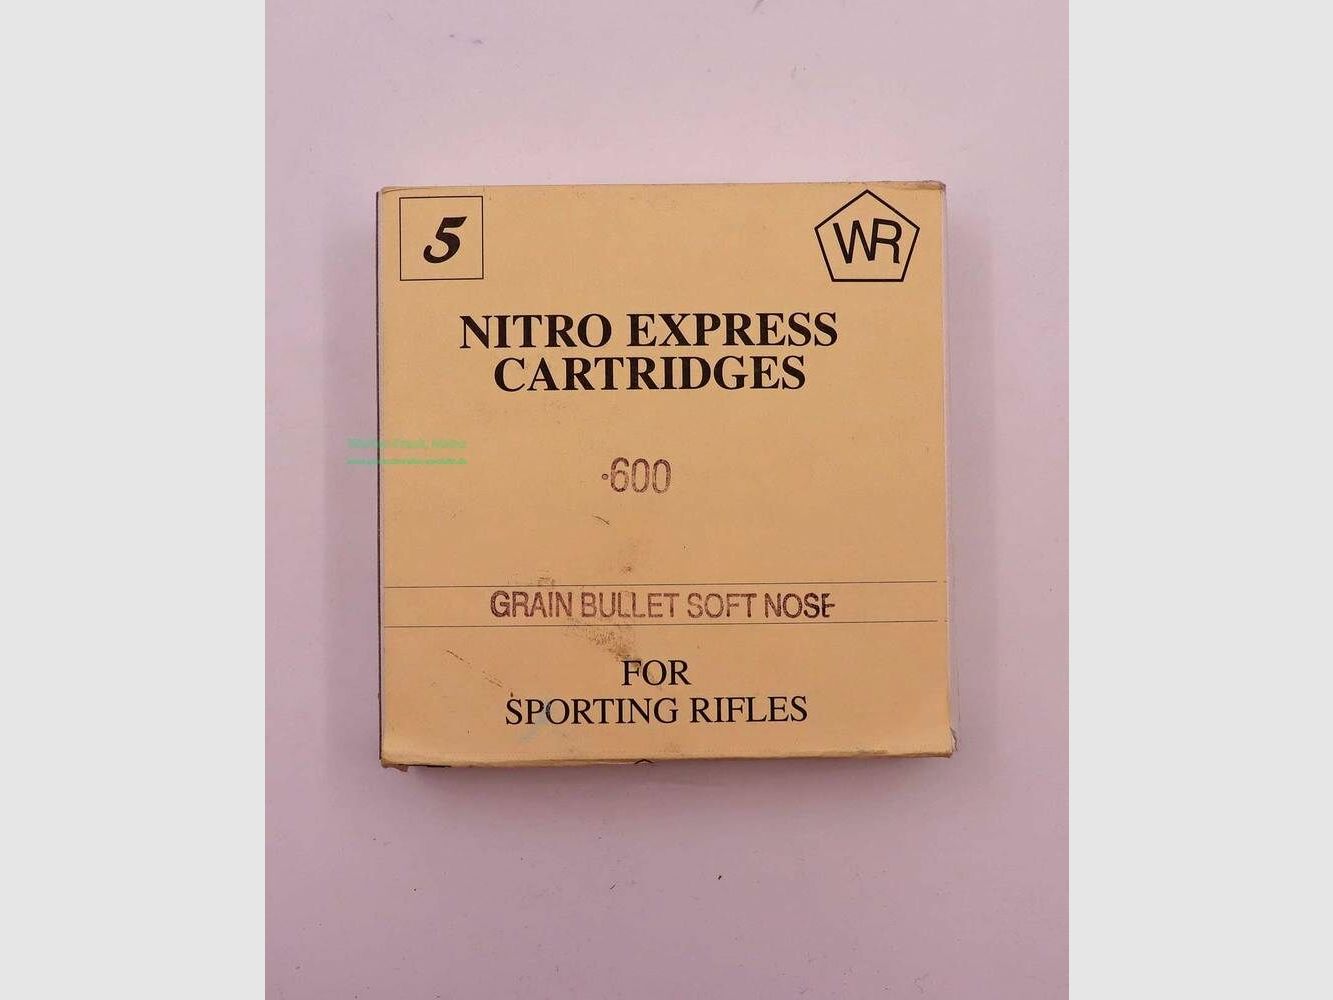 5
WR
NITRO EXPRESS
CARTRIDGES
.600
GRAIN BULLET SOFT NOSE
FOR
SPORTING RIFLES